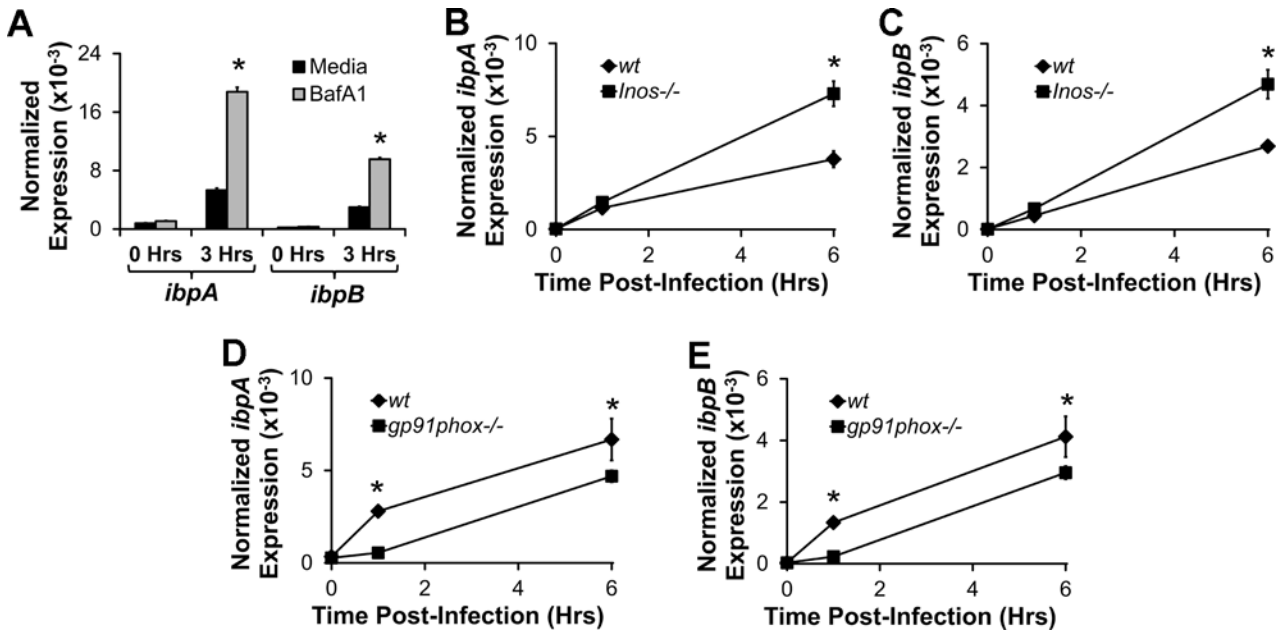 A
Normalized
Expression (x10-3)
24
16
8
0
Media
BafA1
*
*
0 Hrs 3 Hrs 0 Hrs 3 Hrs
ibpA ibpB
B
Normalized ibpA
Expression (x10-3)
10
5
0
wt
Inos-/-
*
0 2 4 6
Time Post-Infection (Hrs)
C
Normalized ibpB
Expression (x10-3)
6
4
2
0
wt
Inos-/-
*
0 2 4 6
Time Post-Infection (Hrs)
D
Normalized ibpA
Expression (x10-3)
10
5
0
wt
gp91phox-/-
*
*
0 2 4 6
Time Post-Infection (Hrs)
E
Normalized ibpB
Expression (x10-3)
6
4
2
0
wt
gp91phox-/-
*
*
0 2 4 6
Time Post-Infection (Hrs)